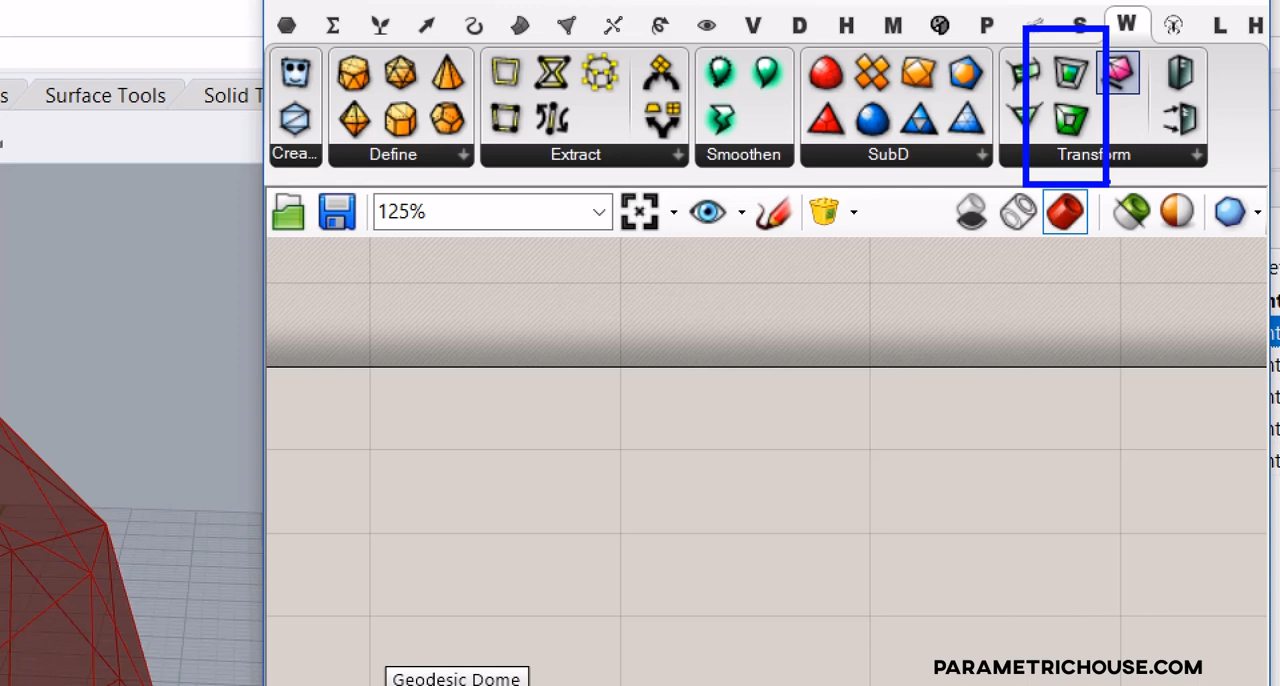 V D H M P S W L H
s Surface Tools Solid T
Crea... Define Extract Smoothen SubD Transform
125%
Geodesic Dome
PARAMETRICHOUSE.COM